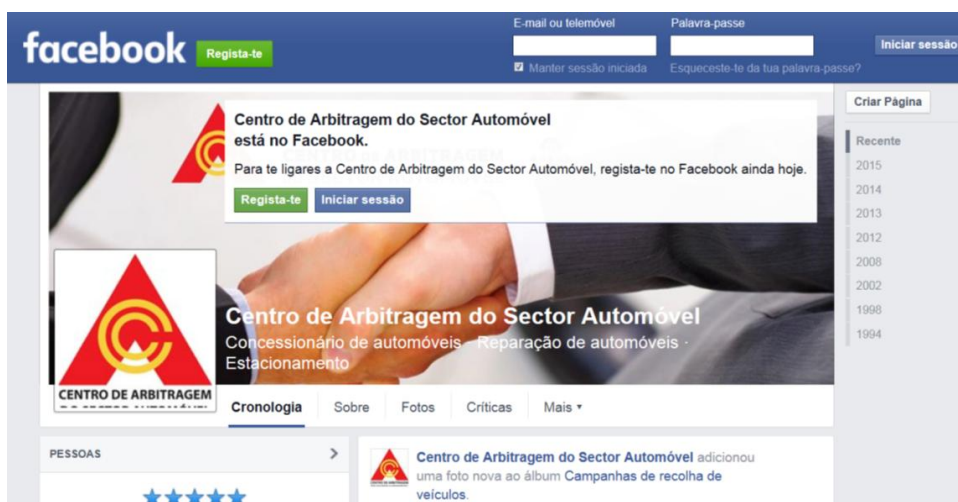 facebook
Regista-te
E-mail ou telemóvel
Palavra-passe
Iniciar sessão
Manter sessão iniciada
Esqueceste-te da tua palavra-passe?
Centro de Arbitragem do Sector Automóvel
está no Facebook.
Para te ligares a Centro de Arbitragem do Sector Automóvel, regista-te no Facebook ainda hoje.
Regista-te
Iniciar sessão
Criar Página
Recente
2015
2014
2013
2012
2008
2002
1998
1994
CENTRO DE ARBITRAGEM
Centro de Arbitragem do Sector Automóvel
Concessionário de automóveis · Reparação de automóveis ·
Estacionamento
Cronologia
Sobre
Fotos
Críticas
Mais
PESSOAS
Centro de Arbitragem do Sector Automóvel adicionou
uma foto nova ao álbum Campanhas de recolha de
veículos.